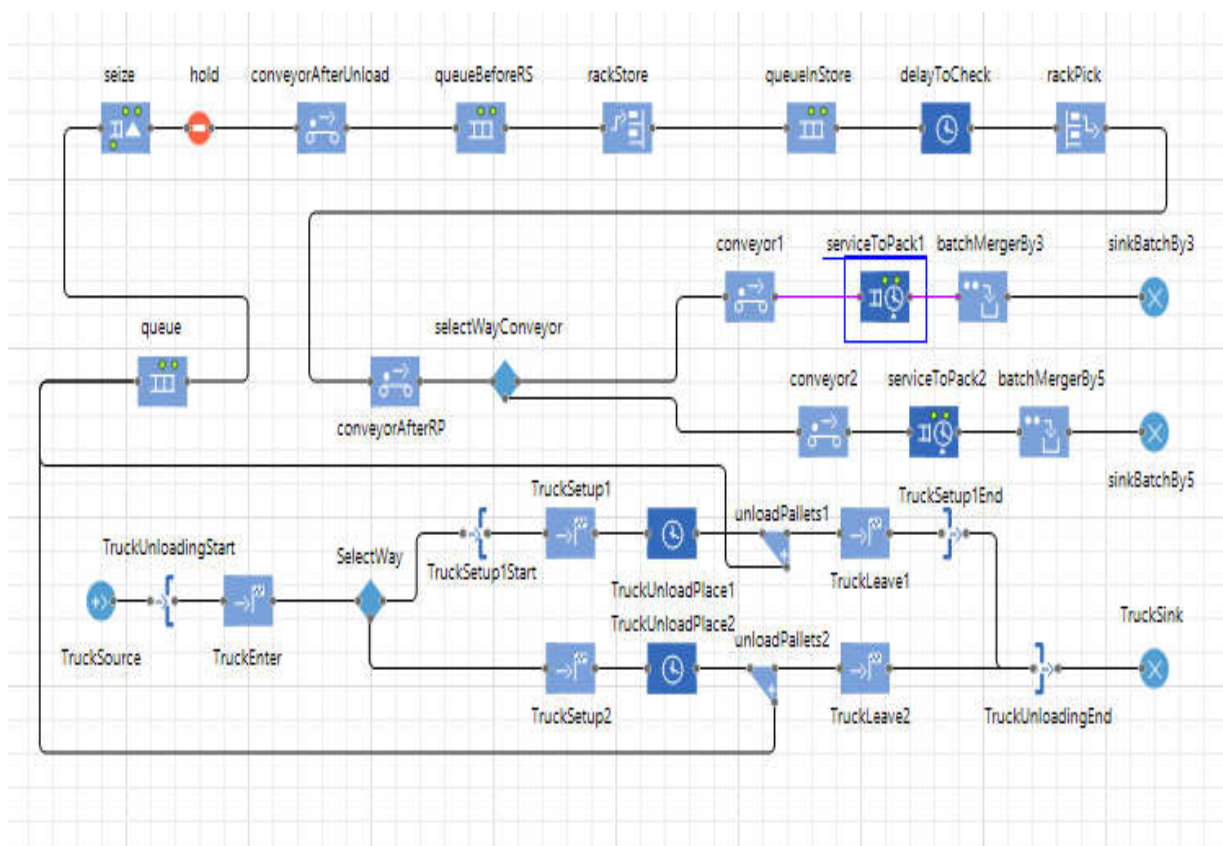 seize
hold
conveyorAfterUnload
queueBeforeRS
rackStore
queueInStore
delayToCheck
rackPick
conveyor1
serviceToPack1
batchMergerBy3
sinkBatchBy3
queue
selectWayConveyor
conveyorAfterRP
conveyor2
serviceToPack2
batchMergerBy5
sinkBatchBy5
TruckSetup1
unloadPallets1
TruckSetup1End
TruckUnloadingStart
SelectWay
TruckSetup1Start
TruckUnloadPlace1
TruckLeave1
TruckSource
TruckEnter
TruckUnloadPlace2
unloadPallets2
TruckSink
TruckSetup2
TruckLeave2
TruckUnloadingEnd